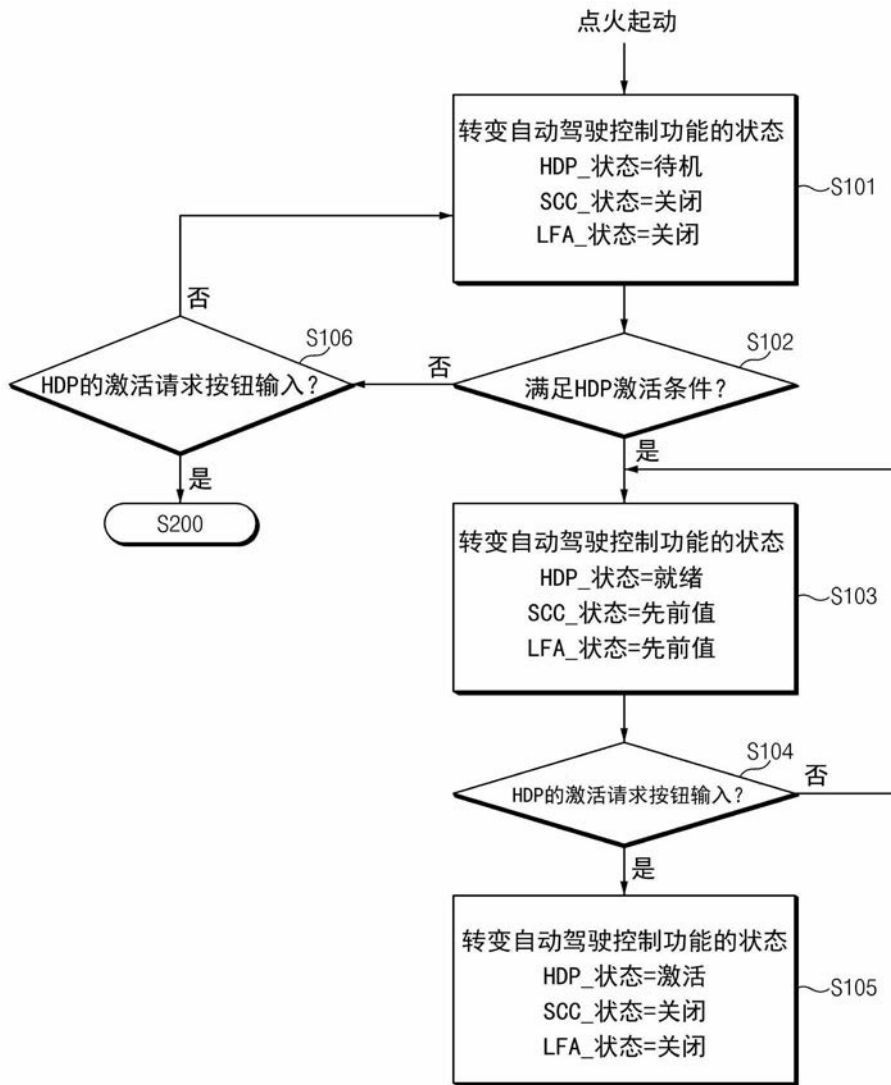 点火起动
转变自动驾驶控制功能的状态
HDP_状态=待机
SCC_状态=关闭
LFA_状态=关闭
S101
否
S106
HDP的激活请求按钮输入?
否
S102
满足HDP激活条件?
是
S200
是
转变自动驾驶控制功能的状态
HDP_状态=就绪
SCC_状态=先前值
LFA_状态=先前值
S103
S104
HDP的激活请求按钮输入?
否
是
转变自动驾驶控制功能的状态
HDP_状态=激活
SCC_状态=关闭
LFA_状态=关闭
S105